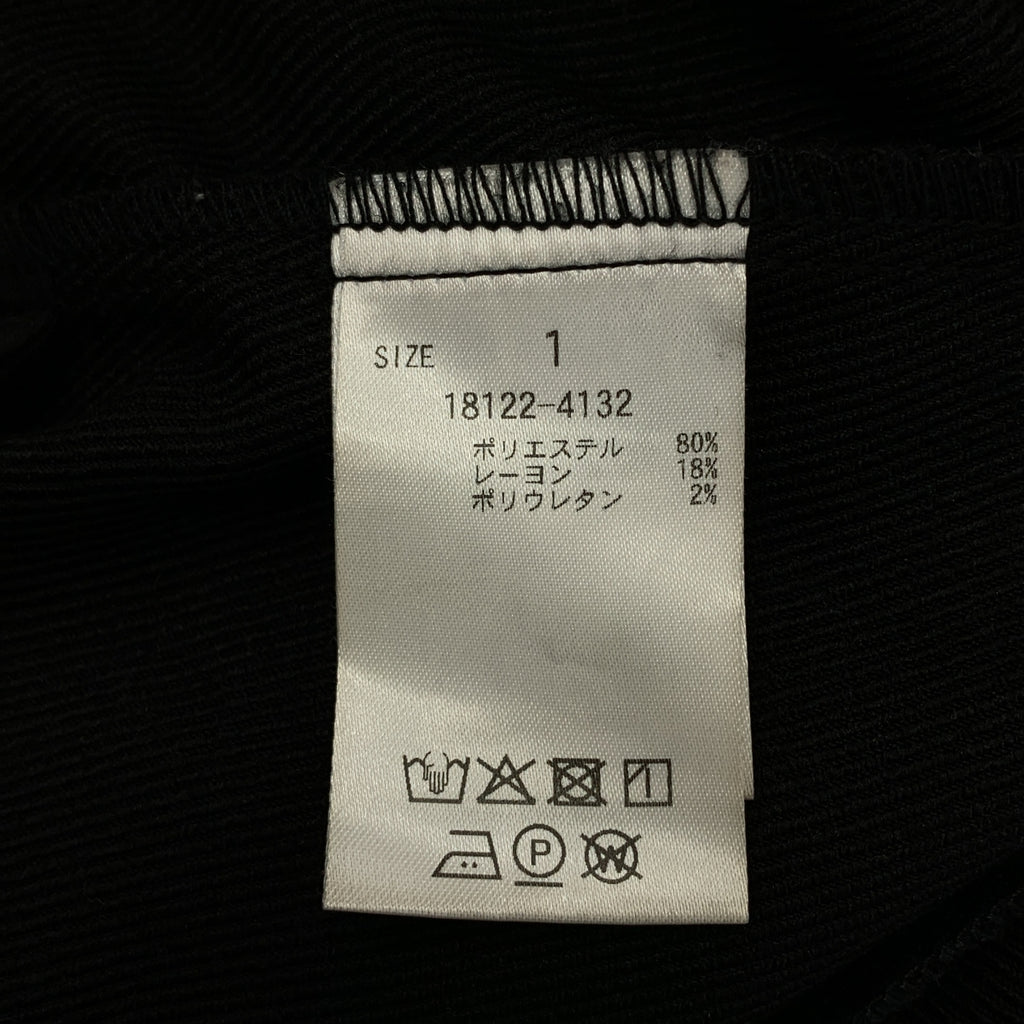 SIZE 1
18122-4132
ポリエステル 80%
レーヨン 18%
ポリウレタン 2%
P W